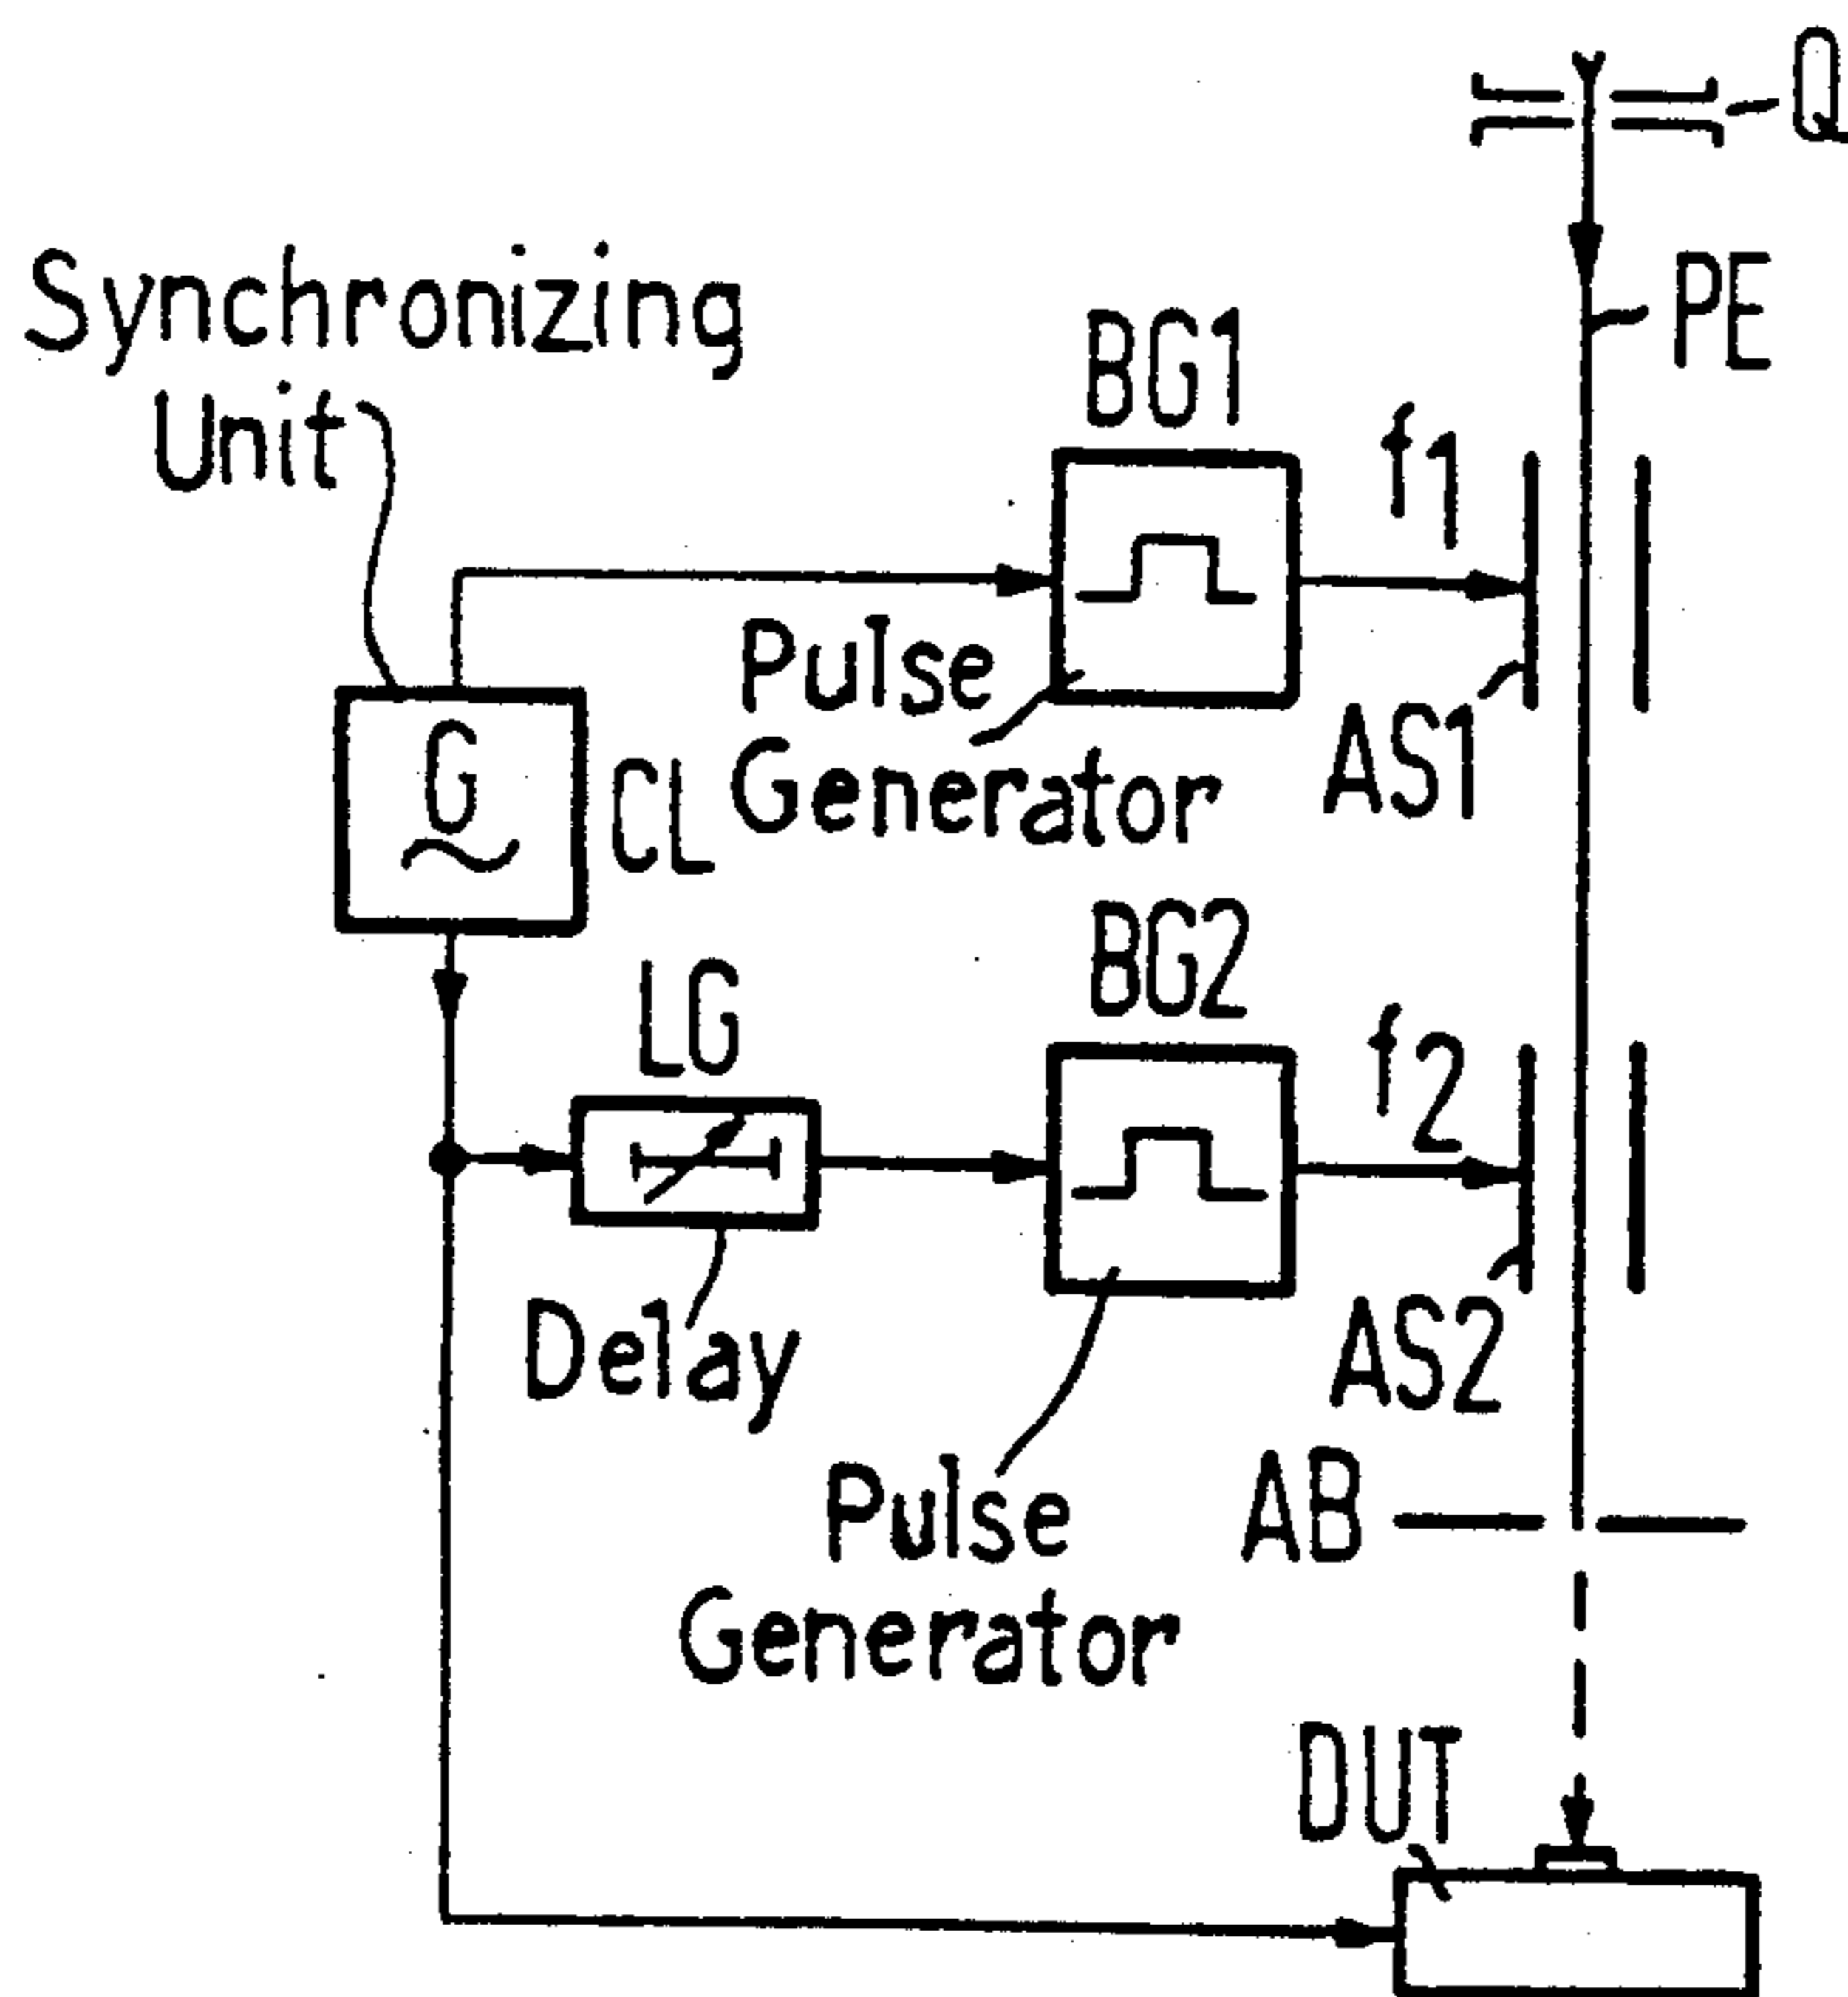 Q
Synchronizing
Unit
PE
BG1
f1
Pulse
Generator
AS1
G
CL
BG2
LG
f2
Delay
AS2
Pulse
Generator
AB
DUT